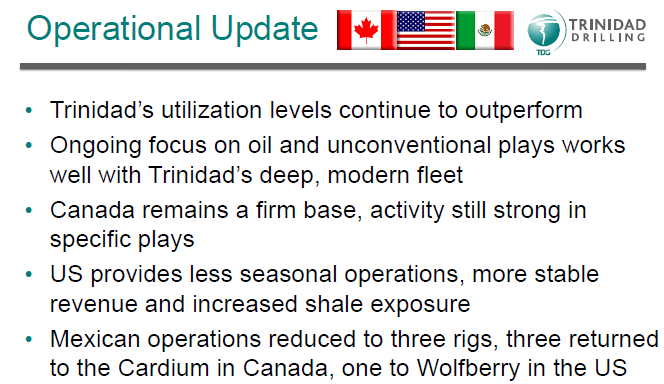 Operational Update
TRINIDAD
DRILLING
TDG
• Trinidad's utilization levels continue to outperform
• Ongoing focus on oil and unconventional plays works
well with Trinidad's deep, modern fleet
• Canada remains a firm base, activity still strong in
specific plays
• US provides less seasonal operations, more stable
revenue and increased shale exposure
• Mexican operations reduced to three rigs, three returned
to the Cardium in Canada, one to Wolfberry in the US